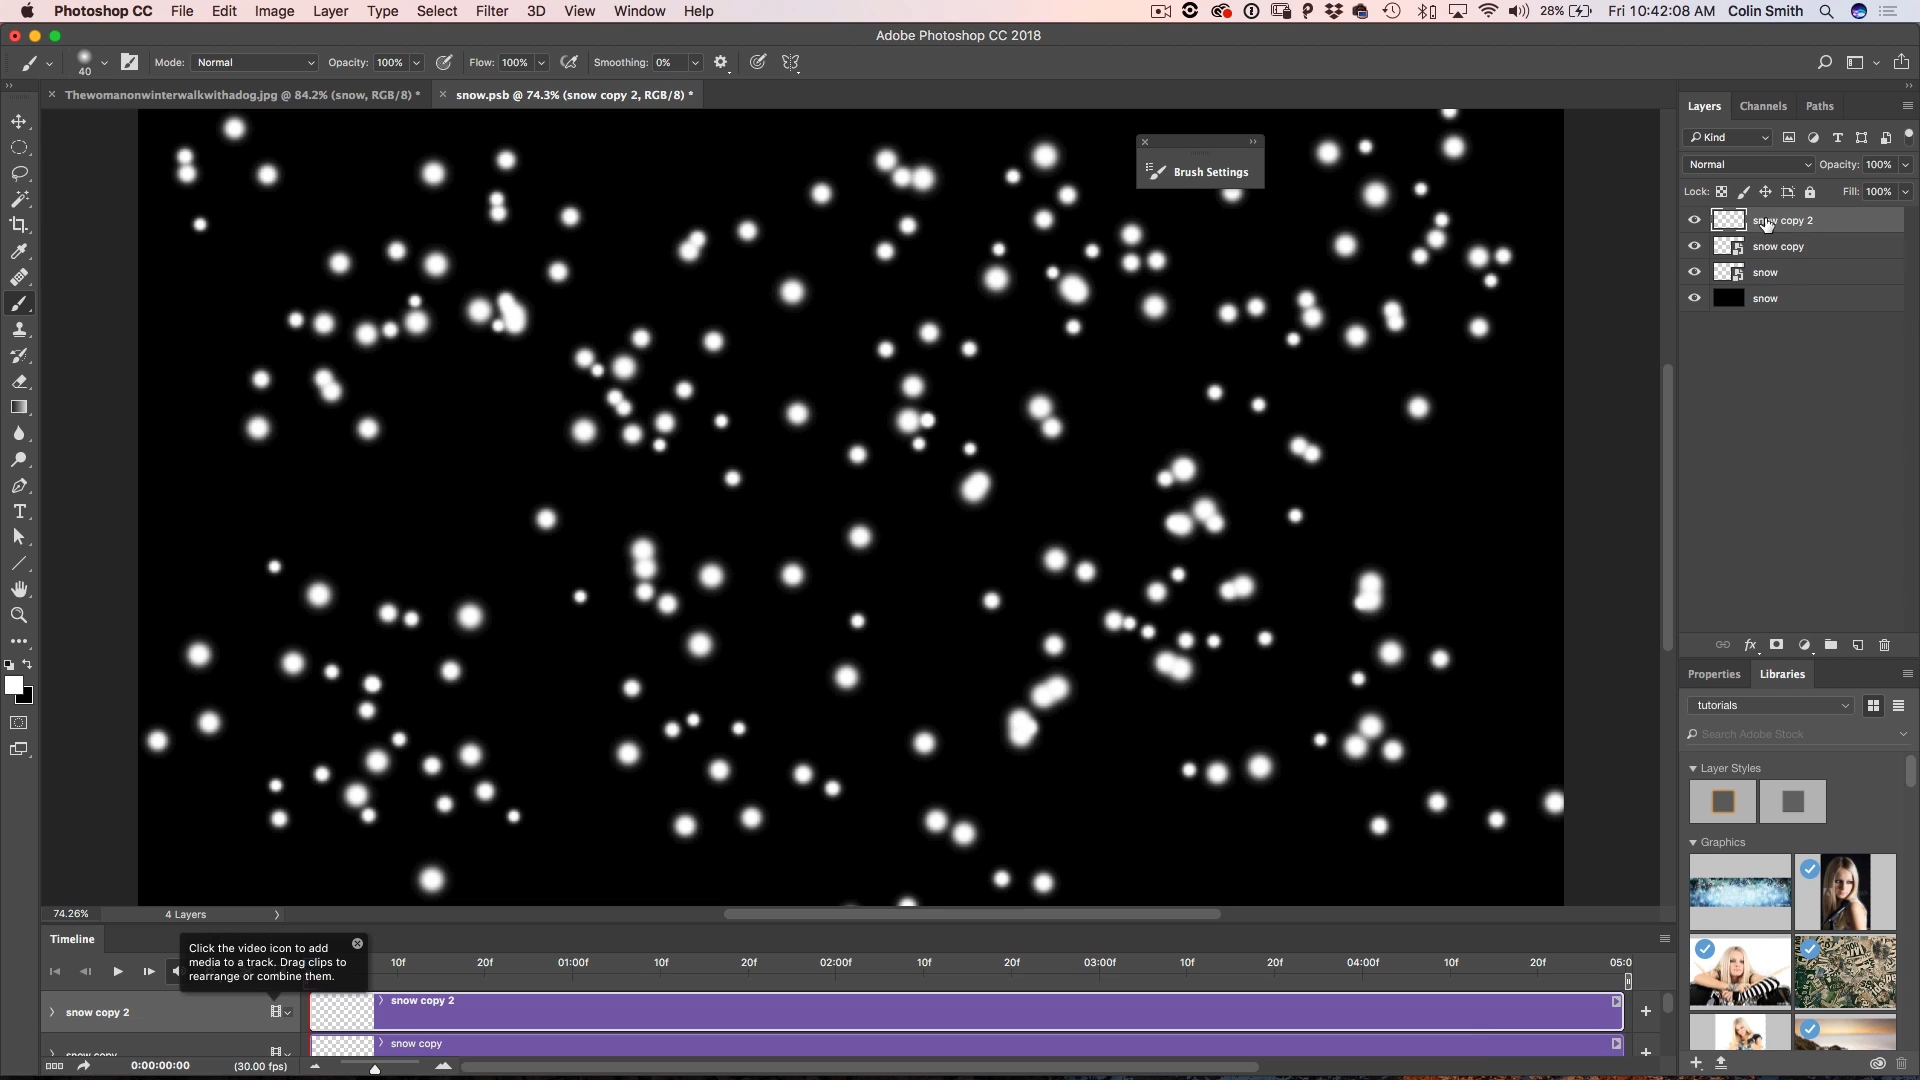 Photoshop CC File Edit Image Layer Type Select Filter 3D View Window Help 28% Fri 10:42:08 AM Colin Smith
Adobe Photoshop CC 2018
40 Mode: Normal Opacity: 100% Flow: 100% Smoothing: 0%
Thewomanonwinterwalkwithadog.jpg @ 84.2% (snow, RGB/8) * snow.psb @ 74.3% (snow copy 2, RGB/8) *
Brush Settings
Layers Channels Paths
Kind
Normal Opacity: 100%
Lock: Fill: 100%
snow copy 2
snow copy
snow
snow
Properties Libraries
tutorials
Search Adobe Stock
Layer Styles
Graphics
74.26% 4 Layers
Timeline
Click the video icon to add
media to a track. Drag clips to
rearrange or combine them.
10f 20f 01:00f 10f 20f 02:00f 10f 20f 03:00f 10f 20f 04:00f 10f 20f 05:0
snow copy 2
snow copy 2
snow copy
snow copy
0:00:00:00 (30.00 fps)